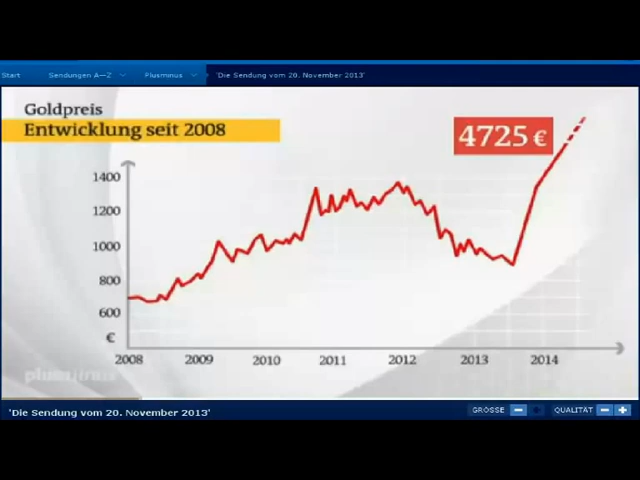 Start Sendungen A—Z Plusminus 'Die Sendung vom 20. November 2013'
Goldpreis
Entwicklung seit 2008
4725 €
1400
1200
1000
800
600
€
2008 2009 2010 2011 2012 2013 2014
plusminus
'Die Sendung vom 20. November 2013' GRÖSSE QUALITÄT